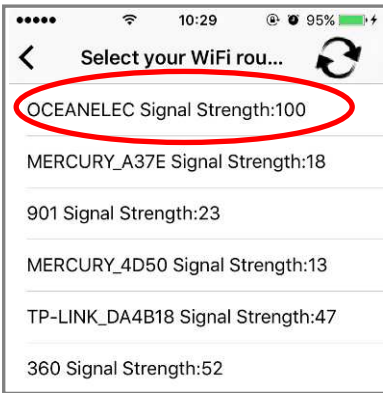 10:29 95%
Select your WiFi rou...
OCEANELEC Signal Strength:100
MERCURY_A37E Signal Strength:18
901 Signal Strength:23
MERCURY_4D50 Signal Strength:13
TP-LINK_DA4B18 Signal Strength:47
360 Signal Strength:52